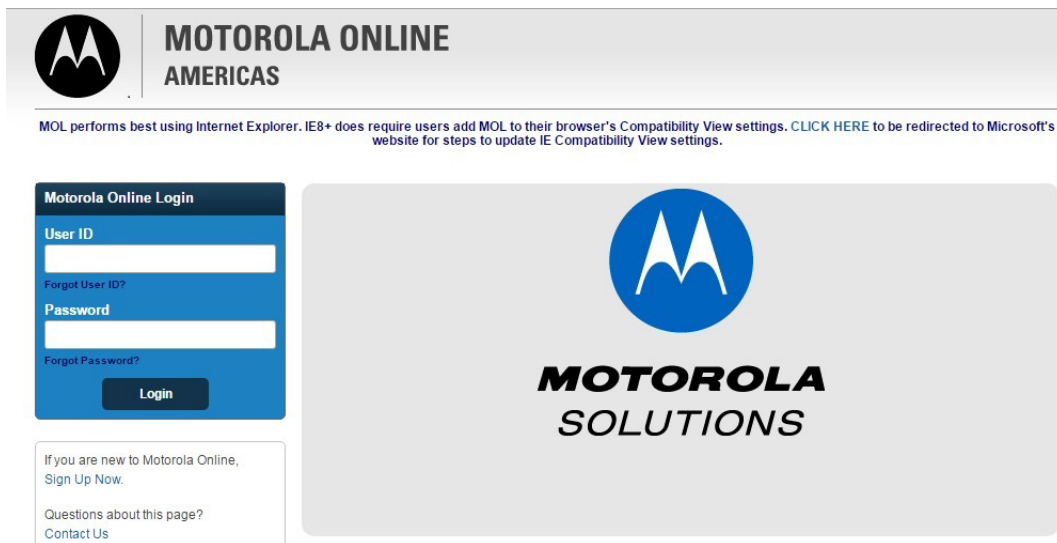 MOTOROLA ONLINE
AMERICAS
MOL performs best using Internet Explorer. IE8+ does require users add MOL to their browser's Compatibility View settings. CLICK HERE to be redirected to Microsoft's
website for steps to update IE Compatibility View settings.
Motorola Online Login
User ID
Forgot User ID?
Password
Forgot Password?
Login
If you are new to Motorola Online,
Sign Up Now.
Questions about this page?
Contact Us
MOTOROLA
SOLUTIONS